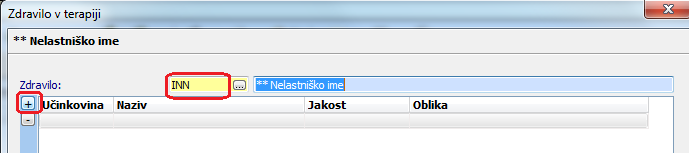 Zdravilo v terapiji
** Nelastniško ime
Zdravilo: INN ... ** Nelastniško ime
+ Učinkovina Naziv Jakost Oblika
-